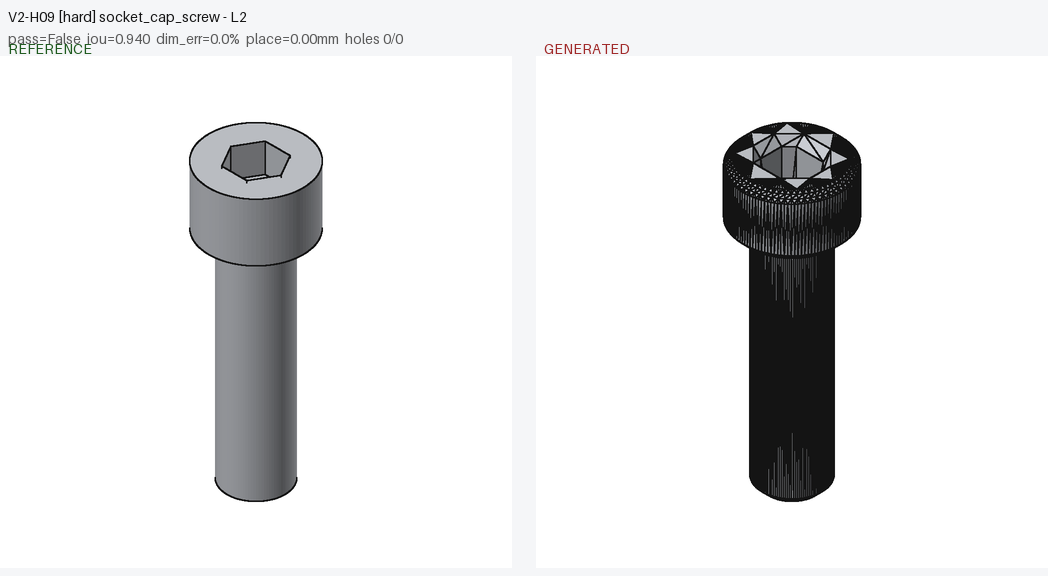 V2-H09 [hard] socket_cap_screw - L2
pass=False iou=0.940 dim_err=0.0% place=0.00mm holes 0/0
REFERENCE
GENERATED